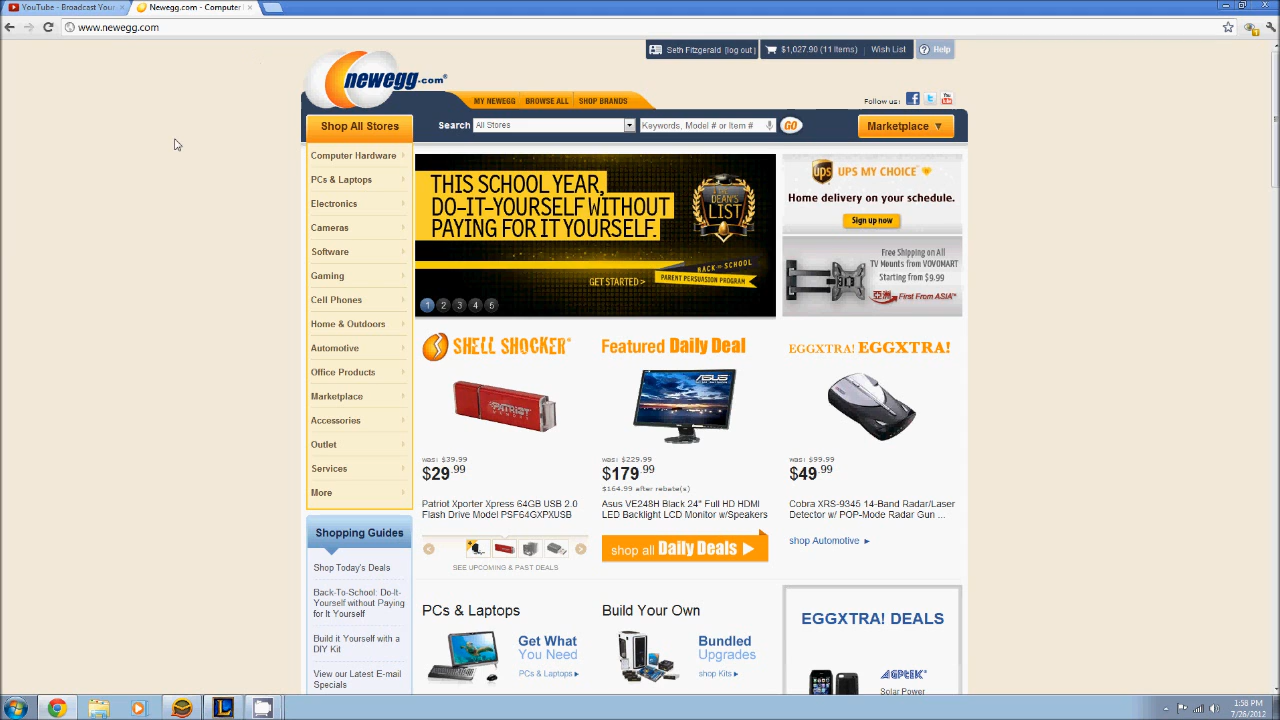 YouTube - Broadcast Your
Newegg.com - Computer
www.newegg.com
Seth Fitzgerald [log out]
$1,027.90 (11 Items)
Wish List
Help
newegg.com
MY NEWEGG
BROWSE ALL
SHOP BRANDS
Follow us:
Shop All Stores
Search
All Stores
Keywords, Model # or Item #
GO
Marketplace ▼
Computer Hardware
PCs & Laptops
Electronics
Cameras
Software
Gaming
Cell Phones
Home & Outdoors
Automotive
Office Products
Marketplace
Accessories
Outlet
Services
More
THIS SCHOOL YEAR,
DO-IT-YOURSELF WITHOUT
PAYING FOR IT YOURSELF.
THE
DEAN'S
LIST
GET STARTED >
BACK TO SCHOOL
PARENT PERSUASION PROGRAM
1 2 3 4 5
ups
UPS MY CHOICE
Home delivery on your schedule.
Sign up now
Free Shipping on All
TV Mounts from VOVOMART
Starting from $9.99
First From ASIA™
SHELL SHOCKER®
PATRIOT
was: $39.99
$29.99
Patriot Xporter Xpress 64GB USB 2.0
Flash Drive Model PSF64GXPXUSB
SEE UPCOMING & PAST DEALS
Featured Daily Deal
ASUS
was: $229.99
$179.99
$164.99 after rebate(s)
Asus VE248H Black 24" Full HD HDMI
LED Backlight LCD Monitor w/Speakers
shop all Daily Deals
EGGXTRA! EGGXTRA!
was: $99.99
$49.99
Cobra XRS-9345 14-Band Radar/Laser
Detector w/ POP-Mode Radar Gun ...
shop Automotive
Shopping Guides
Shop Today's Deals
Back-To-School: Do-It-
Yourself without Paying
for It Yourself
Build it Yourself with a
DIY Kit
View our Latest E-mail
Specials
PCs & Laptops
Get What
You Need
PCs & Laptops
Build Your Own
Bundled
Upgrades
shop Kits
EGGXTRA! DEALS
AGPTEK
Solar Power
1:58 PM
7/26/2012